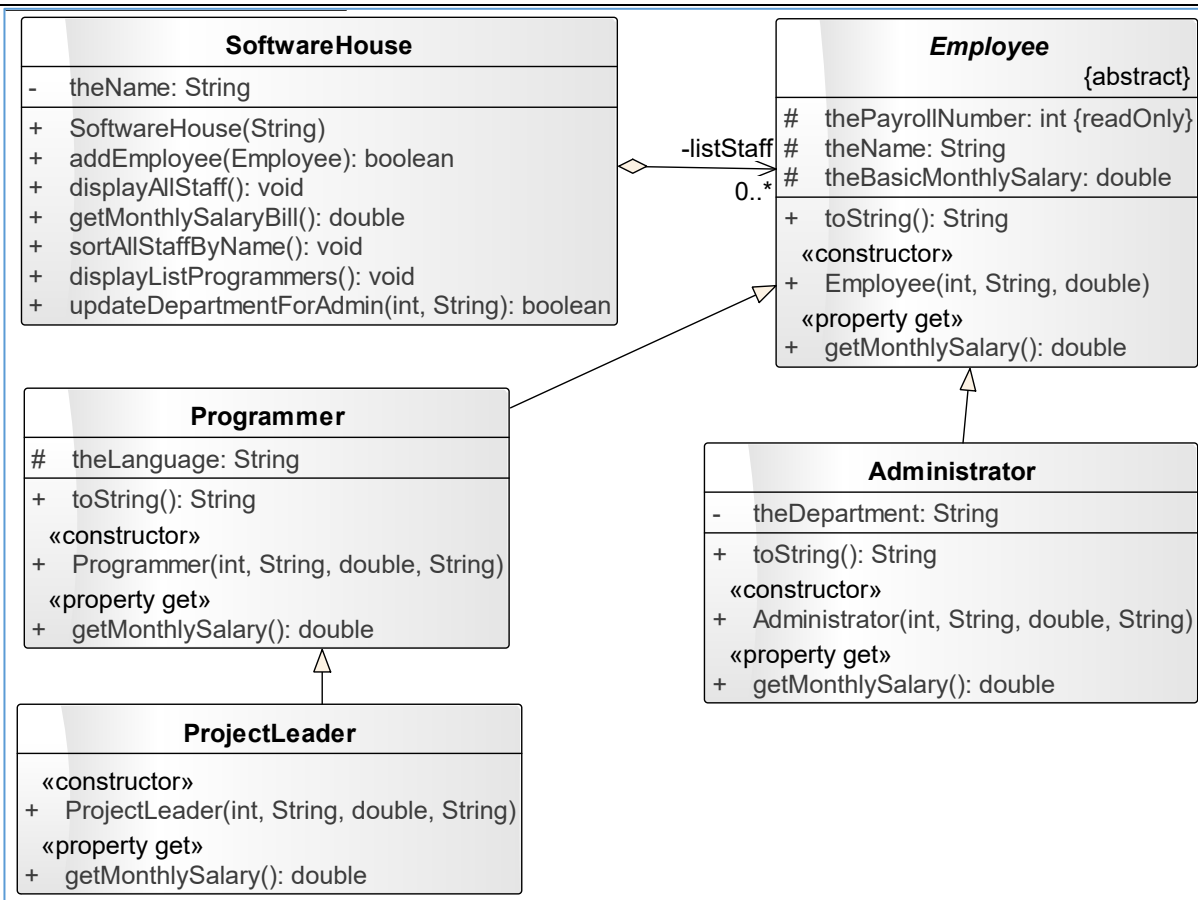 SoftwareHouse
- theName: String
+ SoftwareHouse(String)
+ addEmployee(Employee): boolean
+ displayAllStaff(): void
+ getMonthlySalaryBill(): double
+ sortAllStaffByName(): void
+ displayListProgrammers(): void
+ updateDepartmentForAdmin(int, String): boolean
-listStaff
0..*
Employee
{abstract}
# thePayrollNumber: int {readOnly}
# theName: String
# theBasicMonthlySalary: double
+ toString(): String
«constructor»
+ Employee(int, String, double)
«property get»
+ getMonthlySalary(): double
Programmer
# theLanguage: String
+ toString(): String
«constructor»
+ Programmer(int, String, double, String)
«property get»
+ getMonthlySalary(): double
Administrator
- theDepartment: String
+ toString(): String
«constructor»
+ Administrator(int, String, double, String)
«property get»
+ getMonthlySalary(): double
ProjectLeader
«constructor»
+ ProjectLeader(int, String, double, String)
«property get»
+ getMonthlySalary(): double